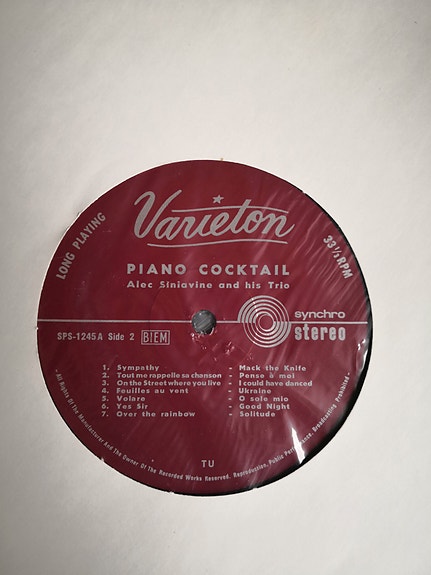 Varieton
LONG PLAYING
33⅓ RPM
PIANO COCKTAIL
Alec Siniavine and his Trio
SPS-1245A Side 2 BIEM
synchro
stereo
1. Sympathy - Mack the Knife
2. Tout me rappelle sa chanson - Pense à moi
3. On the Street where you live - I could have danced
4. Feuilles au vent - Ukraine
5. Volare - O sole mio
6. Yes Sir - Good Night
7. Over the rainbow - Solitude
TU
- All Rights Of The Manufacturer And The Owner Of The Recorded Works Reserved. Reproduction, Public Performance, Broadcasting Prohibited -